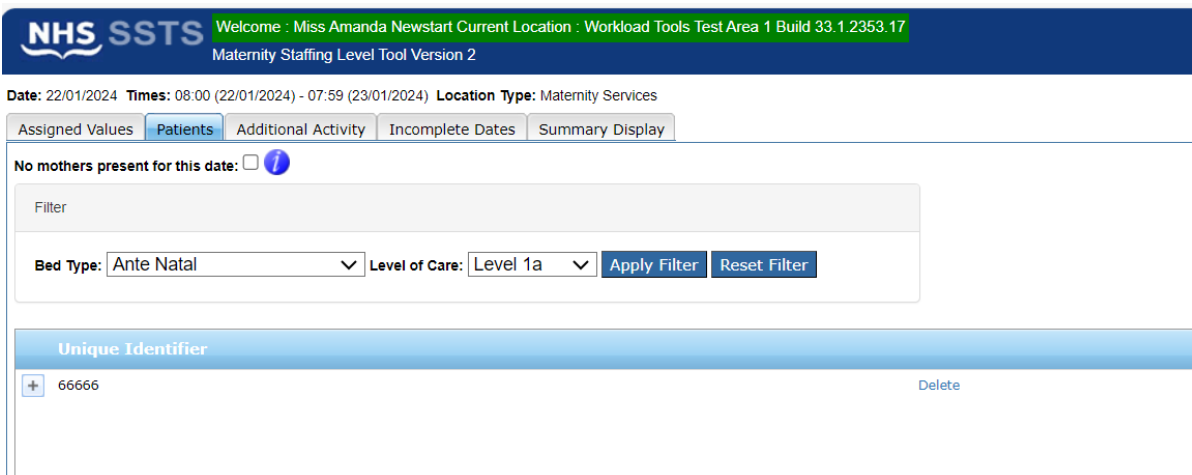 NHS SSTS Welcome : Miss Amanda Newstart Current Location : Workload Tools Test Area 1 Build 33.1.2353.17
Maternity Staffing Level Tool Version 2
Date: 22/01/2024 Times: 08:00 (22/01/2024) - 07:59 (23/01/2024) Location Type: Maternity Services
Assigned Values Patients Additional Activity Incomplete Dates Summary Display
No mothers present for this date: i
Filter
Bed Type: Ante Natal Level of Care: Level 1a Apply Filter Reset Filter
Unique Identifier
+ 66666 Delete